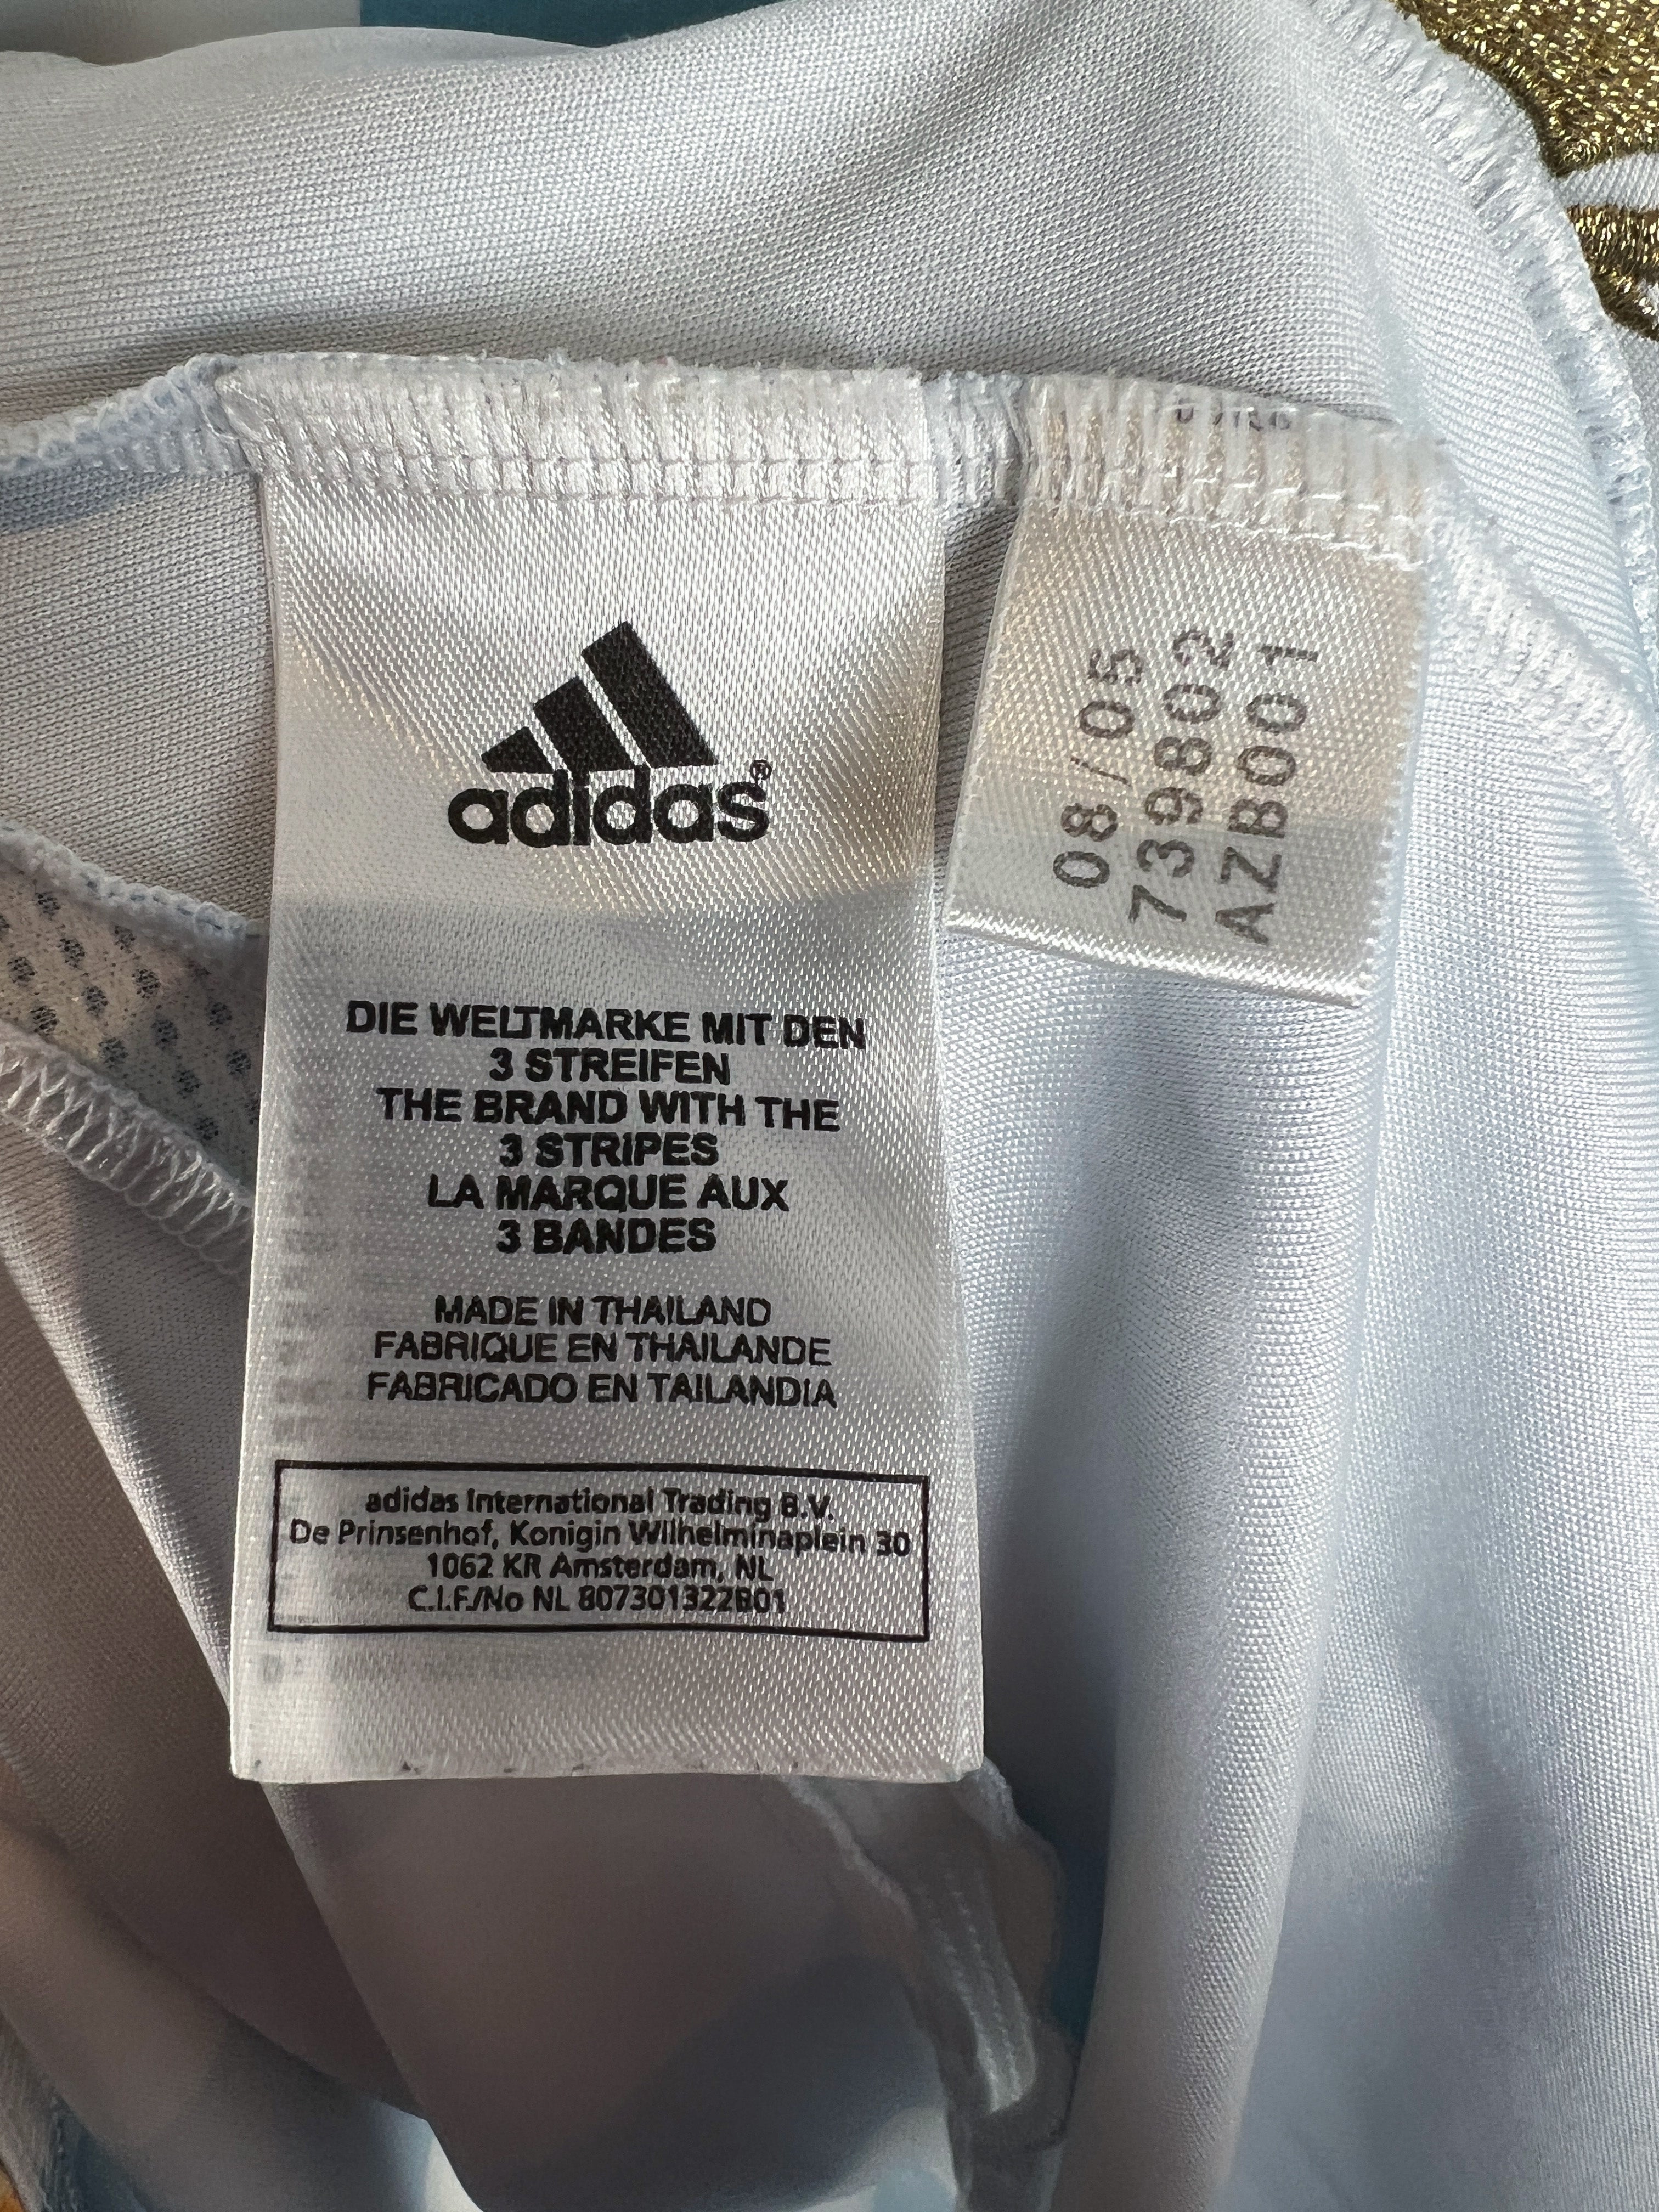 adidas®
DIE WELTMARKE MIT DEN
3 STREIFEN
THE BRAND WITH THE
3 STRIPES
LA MARQUE AUX
3 BANDES
MADE IN THAILAND
FABRIQUE EN THAILANDE
FABRICADO EN TAILANDIA
adidas International Trading B.V.
De Prinsenhof, Konigin Wilhelminaplein 30
1062 KR Amsterdam, NL
C.I.F./No NL 807301322B01
08/05
739802
AZB001